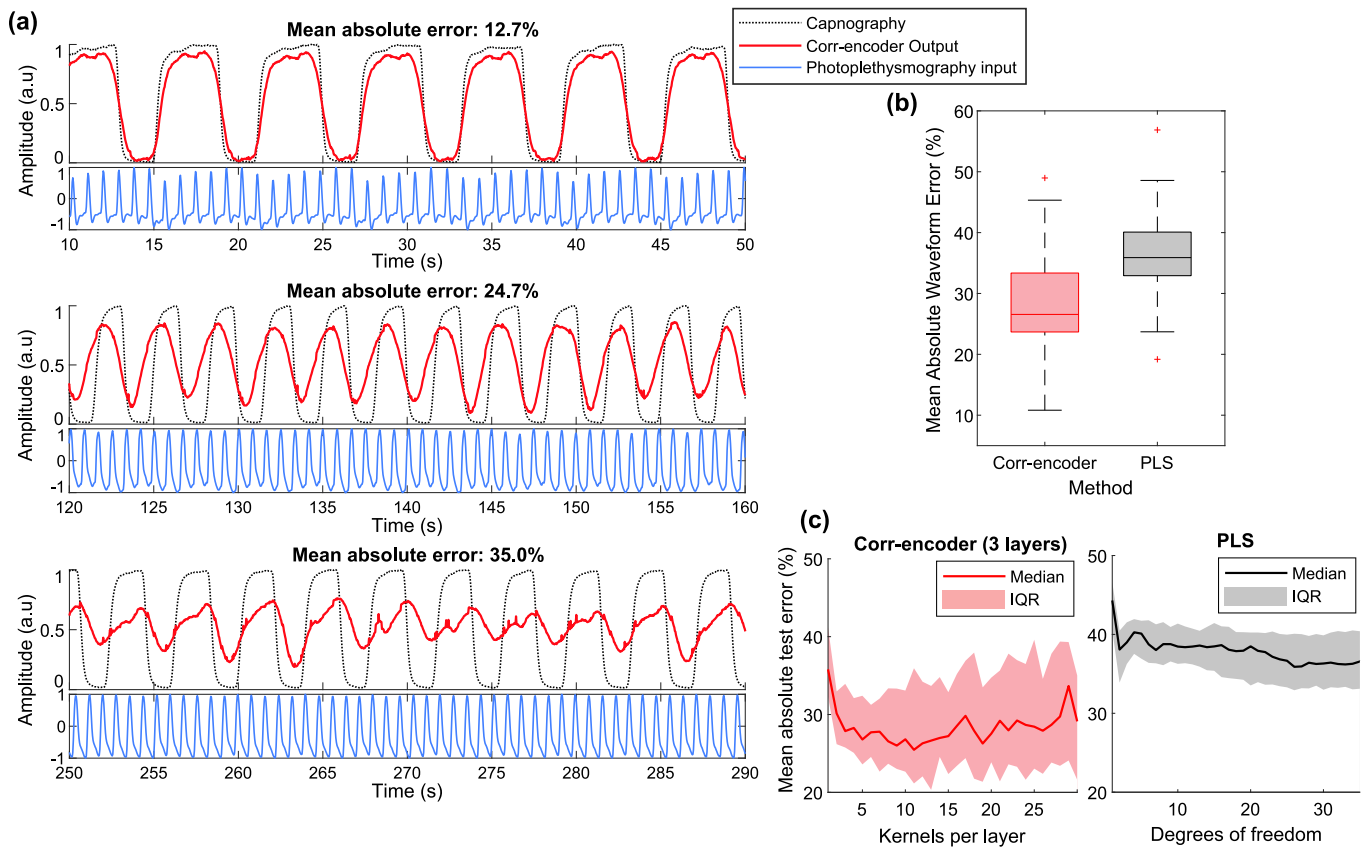 (a)
Mean absolute error: 12.7%
Capnography
Corr-encoder Output
Photoplethysmography input
Amplitude (a.u)
1
0.5
0
1
0
-1
10 15 20 25 30 35 40 45 50
Time (s)
Mean absolute error: 24.7%
Amplitude (a.u)
1
0.5
0
1
0
-1
120 125 130 135 140 145 150 155 160
Time (s)
Mean absolute error: 35.0%
Amplitude (a.u)
1
0.5
0
1
0
-1
250 255 260 265 270 275 280 285 290
Time (s)
(b)
Mean Absolute Waveform Error (%)
60
50
40
30
20
10
Corr-encoder PLS
Method
(c)
Corr-encoder (3 layers)
Median
IQR
Mean absolute test error (%)
50
40
30
20
5 10 15 20 25
Kernels per layer
PLS
Median
IQR
50
40
30
20
10 20 30
Degrees of freedom